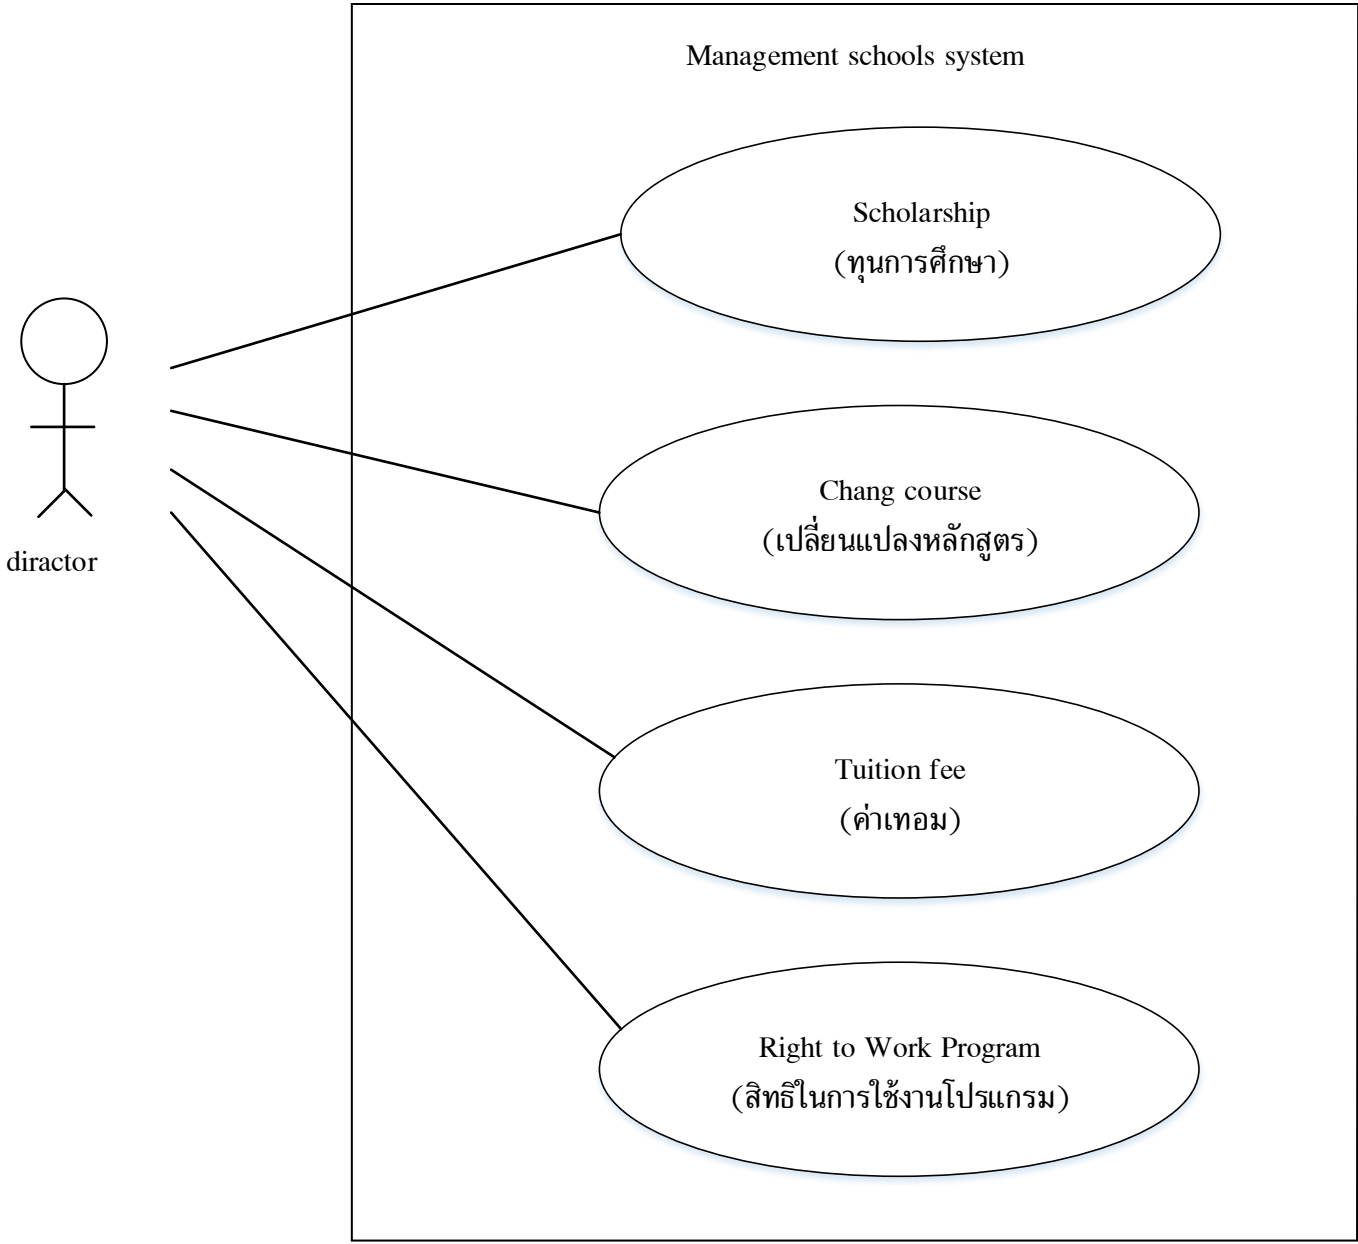 Management schools system
Scholarship
(ทุนการศึกษา)
Chang course
(เปลี่ยนแปลงหลักสูตร)
diractor
Tuition fee
(ค่าเทอม)
Right to Work Program
(สิทธิในการใช้งานโปรแกรม)